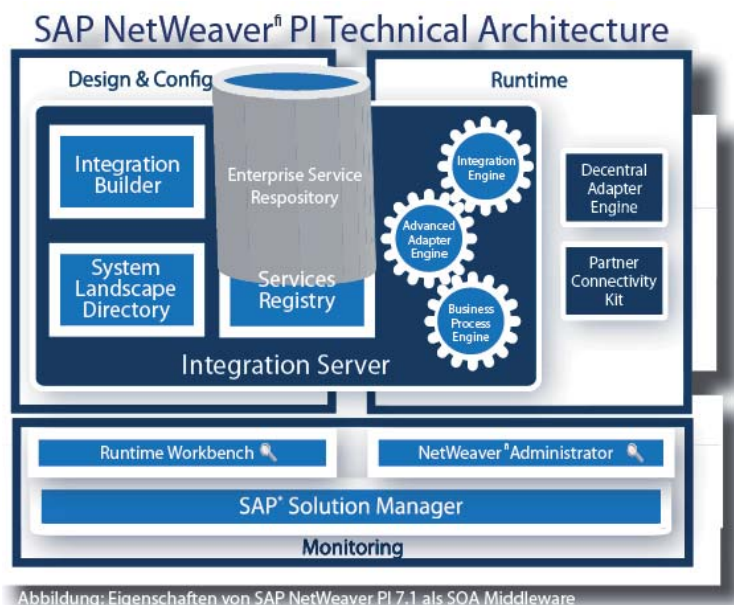 SAP NetWeaverfi PI Technical Architecture
Design & Config
Runtime
Integration
Builder
Enterprise Service
Respository
Integration
Engine
Decentral
Adapter
Engine
Advanced
Adapter
Engine
System
Landscape
Directory
Services
Registry
Partner
Connectivity
Kit
Business
Process
Engine
Integration Server
Runtime Workbench
NetWeaver Administrator
SAP Solution Manager
Monitoring
Abbildung: Eigenschaften von SAP NetWeaver PI 7.1 als SOA Middleware